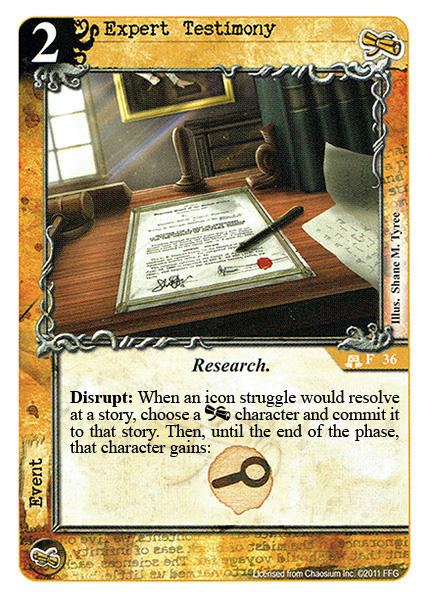 2
Expert Testimony
Illus. Shane M. Tyree
F 36
Research.
Disrupt: When an icon struggle would resolve
at a story, choose a character and commit it
to that story. Then, until the end of the phase,
that character gains:
Event
Licensed from Chaosium Inc. ©2011 FFG